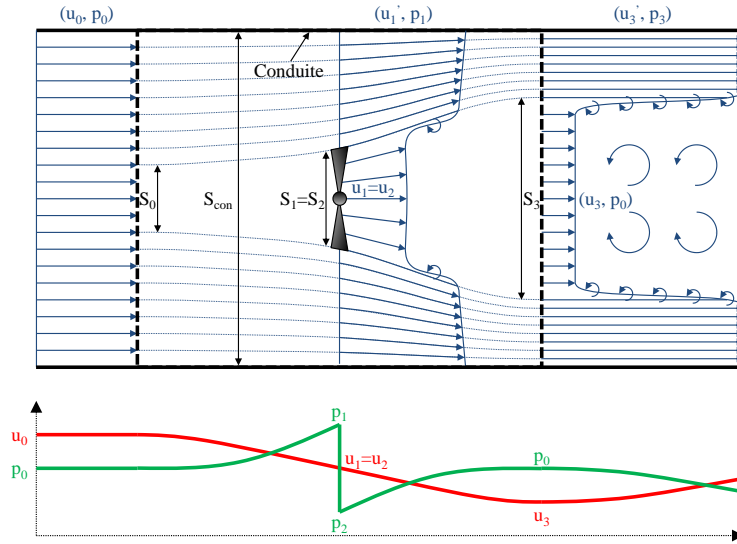 (u₀, p₀) (u₁', p₁) (u₃', p₃)
Conduite
S₀ S_con S₁=S₂ u₁=u₂ S₃ (u₃, p₀)
p₁
u₀
p₀ u₁=u₂ p₀
p₂ u₃